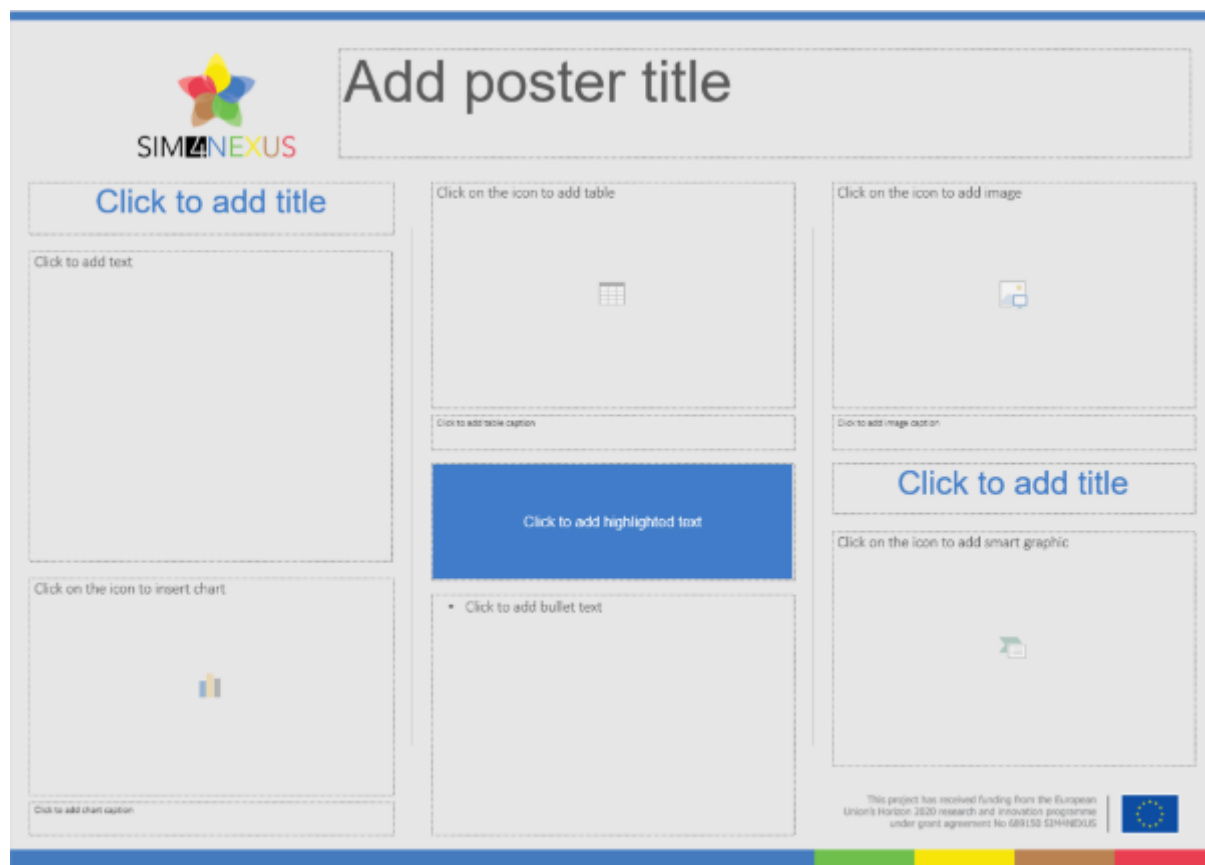 Add poster title
SIM4NEXUS
Click to add title
Click to add text
Click on the icon to insert chart
Click to add chart caption
Click on the icon to add table
Click to add table caption
Click to add highlighted text
• Click to add bullet text
Click on the icon to add image
Click to add image caption
Click to add title
Click on the icon to add smart graphic
This project has received funding from the European
Union's Horizon 2020 research and innovation programme
under grant agreement No 689150 SIM4NEXUS